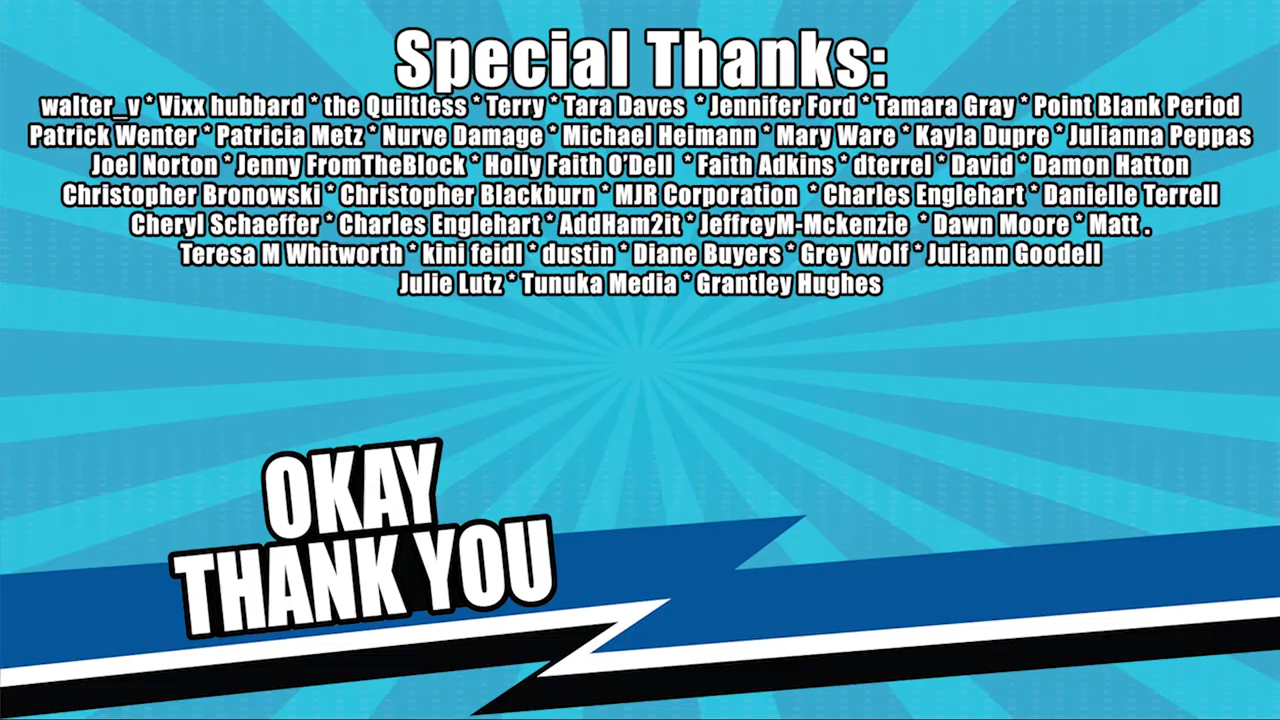 Special Thanks:
walter_v * Vixx hubbard * the Quiltless * Terry * Tara Daves * Jennifer Ford * Tamara Gray * Point Blank Period
Patrick Wenter * Patricia Metz * Nurve Damage * Michael Heimann * Mary Ware * Kayla Dupre * Julianna Peppas
Joel Norton * Jenny FromTheBlock * Holly Faith O'Dell * Faith Adkins * dterrel * David * Damon Hatton
Christopher Bronowski * Christopher Blackburn * MJR Corporation * Charles Englehart * Danielle Terrell
Cheryl Schaeffer * Charles Englehart * AddHam2it * JeffreyM-Mckenzie * Dawn Moore * Matt .
Teresa M Whitworth * kini feidl * dustin * Diane Buyers * Grey Wolf * Juliann Goodell
Julie Lutz * Tunuka Media * Grantley Hughes
OKAY
THANK YOU